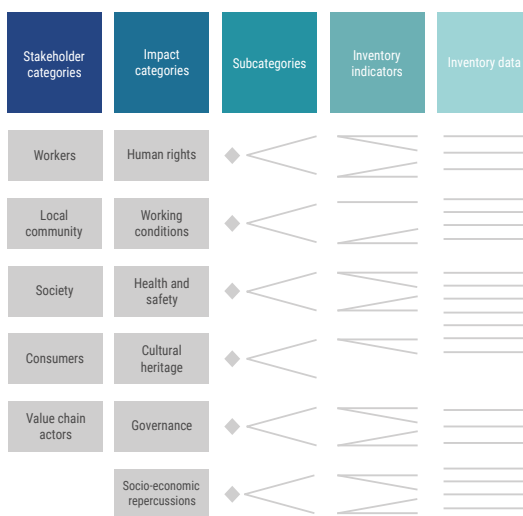 Stakeholder
categories
Impact
categories
Subcategories
Inventory
indicators
Inventory data
Workers
Human rights
Local
community
Working
conditions
Society
Health and
safety
Consumers
Cultural
heritage
Value chain
actors
Governance
Socio-economic
repercussions